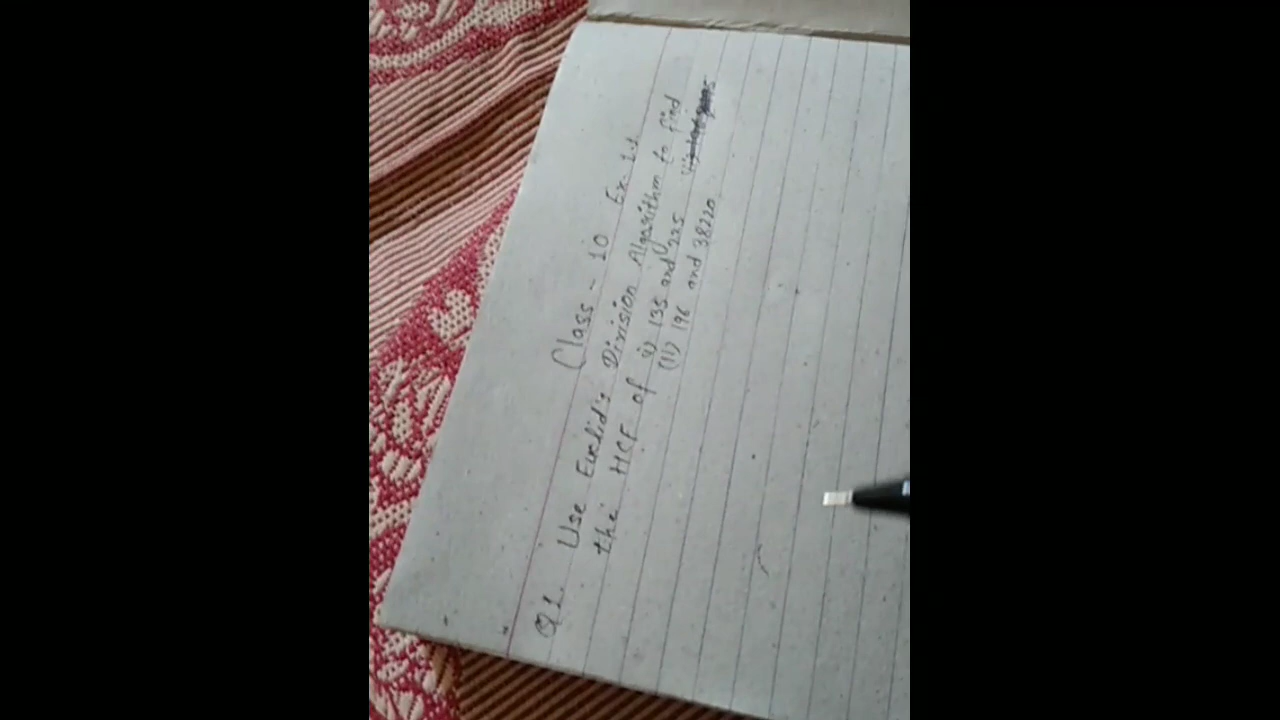 Class - 10 Ex- 1.1
Q1. Use Euclid's Division Algorithm to find
the HCF of i) 135 and 225
(ii) 196 and 38220